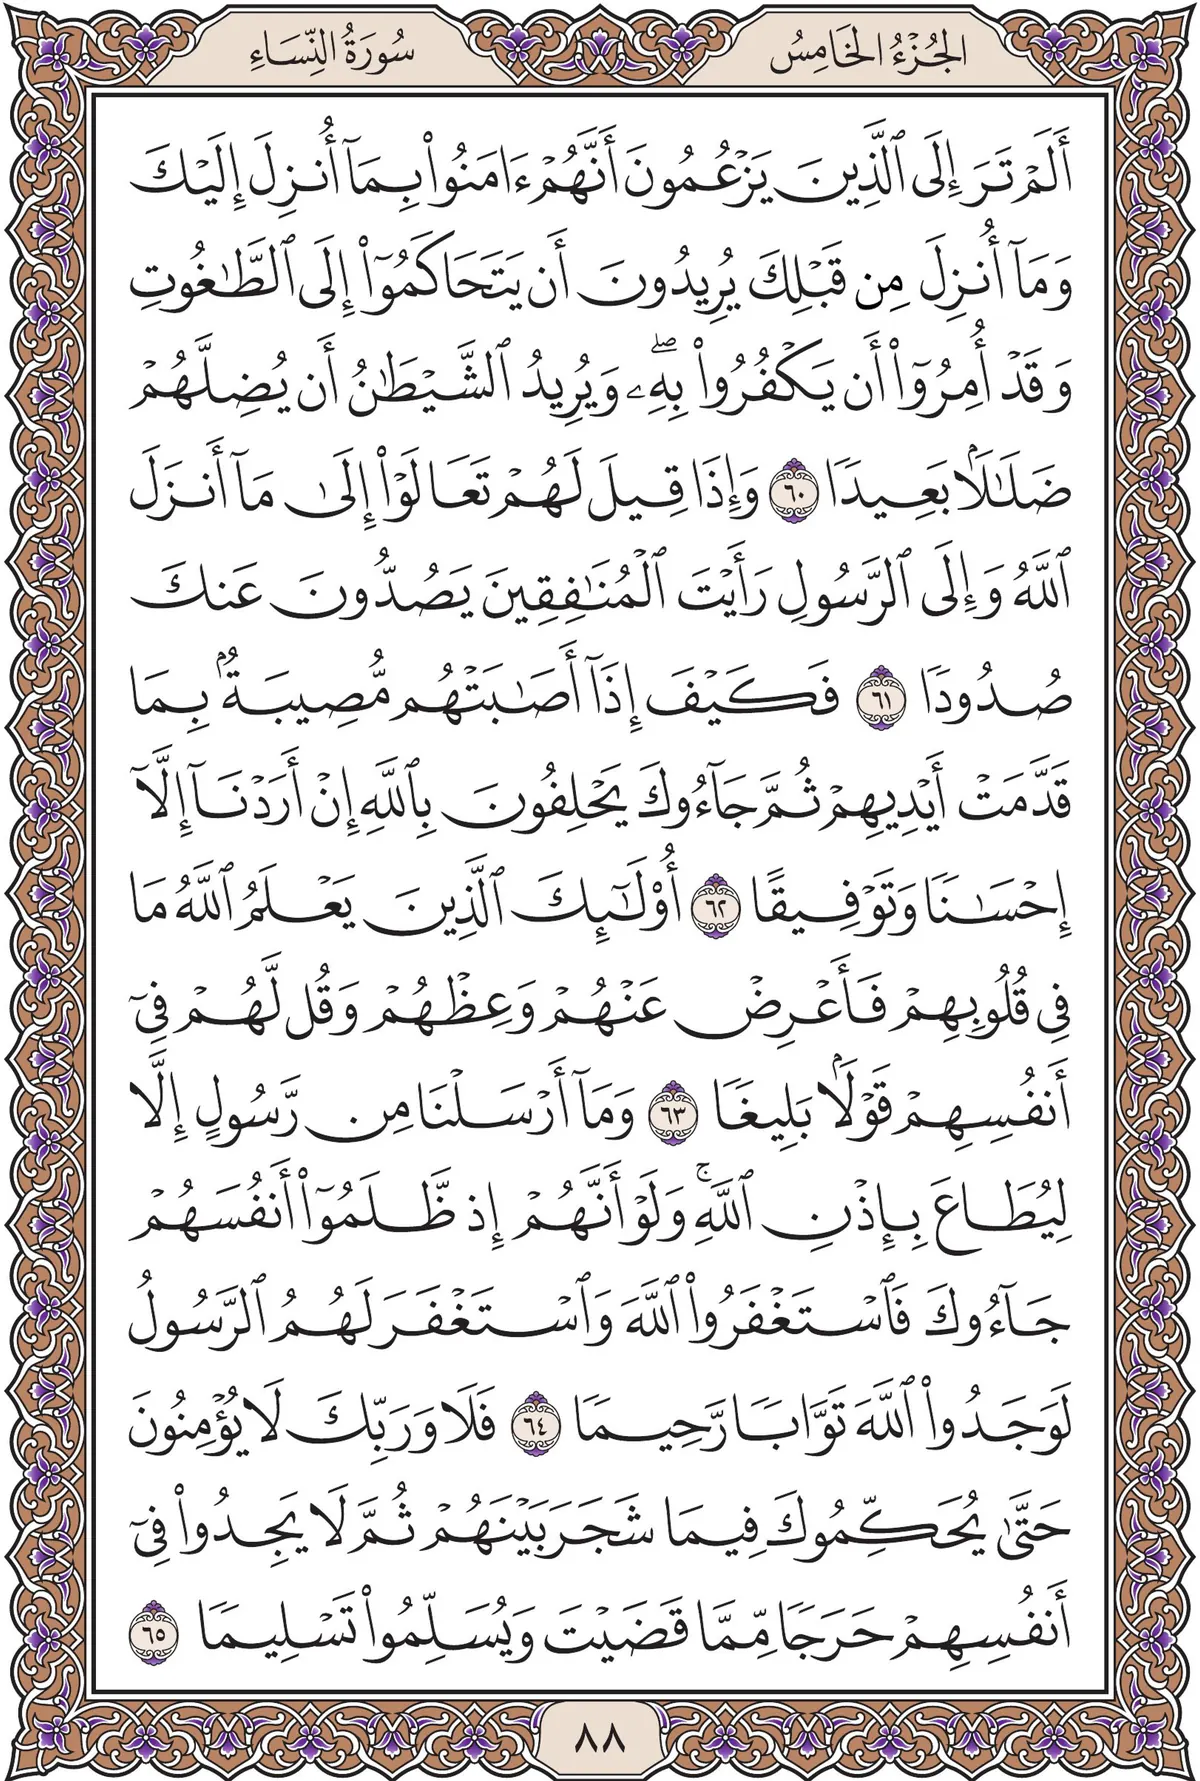 الجُزْءُ الخَامِسُ
سُورَةُ النِّسَاءِ
أَلَمْ تَرَ إِلَى ٱلَّذِينَ يَزْعُمُونَ أَنَّهُمْ ءَامَنُوا۟ بِمَآ أُنزِلَ إِلَيْكَ
وَمَآ أُنزِلَ مِن قَبْلِكَ يُرِيدُونَ أَن يَتَحَاكَمُوٓا۟ إِلَى ٱلطَّـٰغُوتِ
وَقَدْ أُمِرُوٓا۟ أَن يَكْفُرُوا۟ بِهِۦۖ وَيُرِيدُ ٱلشَّيْطَـٰنُ أَن يُضِلَّهُمْ
ضَلَـٰلَۢا بَعِيدًا ٦٠ وَإِذَا قِيلَ لَهُمْ تَعَالَوْا۟ إِلَىٰ مَآ أَنزَلَ
ٱللَّهُ وَإِلَى ٱلرَّسُولِ رَأَيْتَ ٱلْمُنَـٰفِقِينَ يَصُدُّونَ عَنكَ
صُدُودًا ٦١ فَكَيْفَ إِذَآ أَصَـٰبَتْهُم مُّصِيبَةٌۢ بِمَا
قَدَّمَتْ أَيْدِيهِمْ ثُمَّ جَآءُوكَ يَحْلِفُونَ بِٱللَّهِ إِنْ أَرَدْنَآ إِلَّآ
إِحْسَـٰنًا وَتَوْفِيقًا ٦٢ أُو۟لَـٰٓئِكَ ٱلَّذِينَ يَعْلَمُ ٱللَّهُ مَا
فِى قُلُوبِهِمْ فَأَعْرِضْ عَنْهُمْ وَعِظْهُمْ وَقُل لَّهُمْ فِىٓ
أَنفُسِهِمْ قَوْلَۢا بَلِيغًا ٦٣ وَمَآ أَرْسَلْنَا مِن رَّسُولٍ إِلَّا
لِيُطَاعَ بِإِذْنِ ٱللَّهِۚ وَلَوْ أَنَّهُمْ إِذ ظَّلَمُوٓا۟ أَنفُسَهُمْ
جَآءُوكَ فَٱسْتَغْفَرُوا۟ ٱللَّهَ وَٱسْتَغْفَرَ لَهُمُ ٱلرَّسُولُ
لَوَجَدُوا۟ ٱللَّهَ تَوَّابًا رَّحِيمًا ٦٤ فَلَا وَرَبِّكَ لَا يُؤْمِنُونَ
حَتَّىٰ يُحَكِّمُوكَ فِيمَا شَجَرَ بَيْنَهُمْ ثُمَّ لَا يَجِدُوا۟ فِىٓ
أَنفُسِهِمْ حَرَجًا مِّمَّا قَضَيْتَ وَيُسَلِّمُوا۟ تَسْلِيمًا ٦٥
٨٨